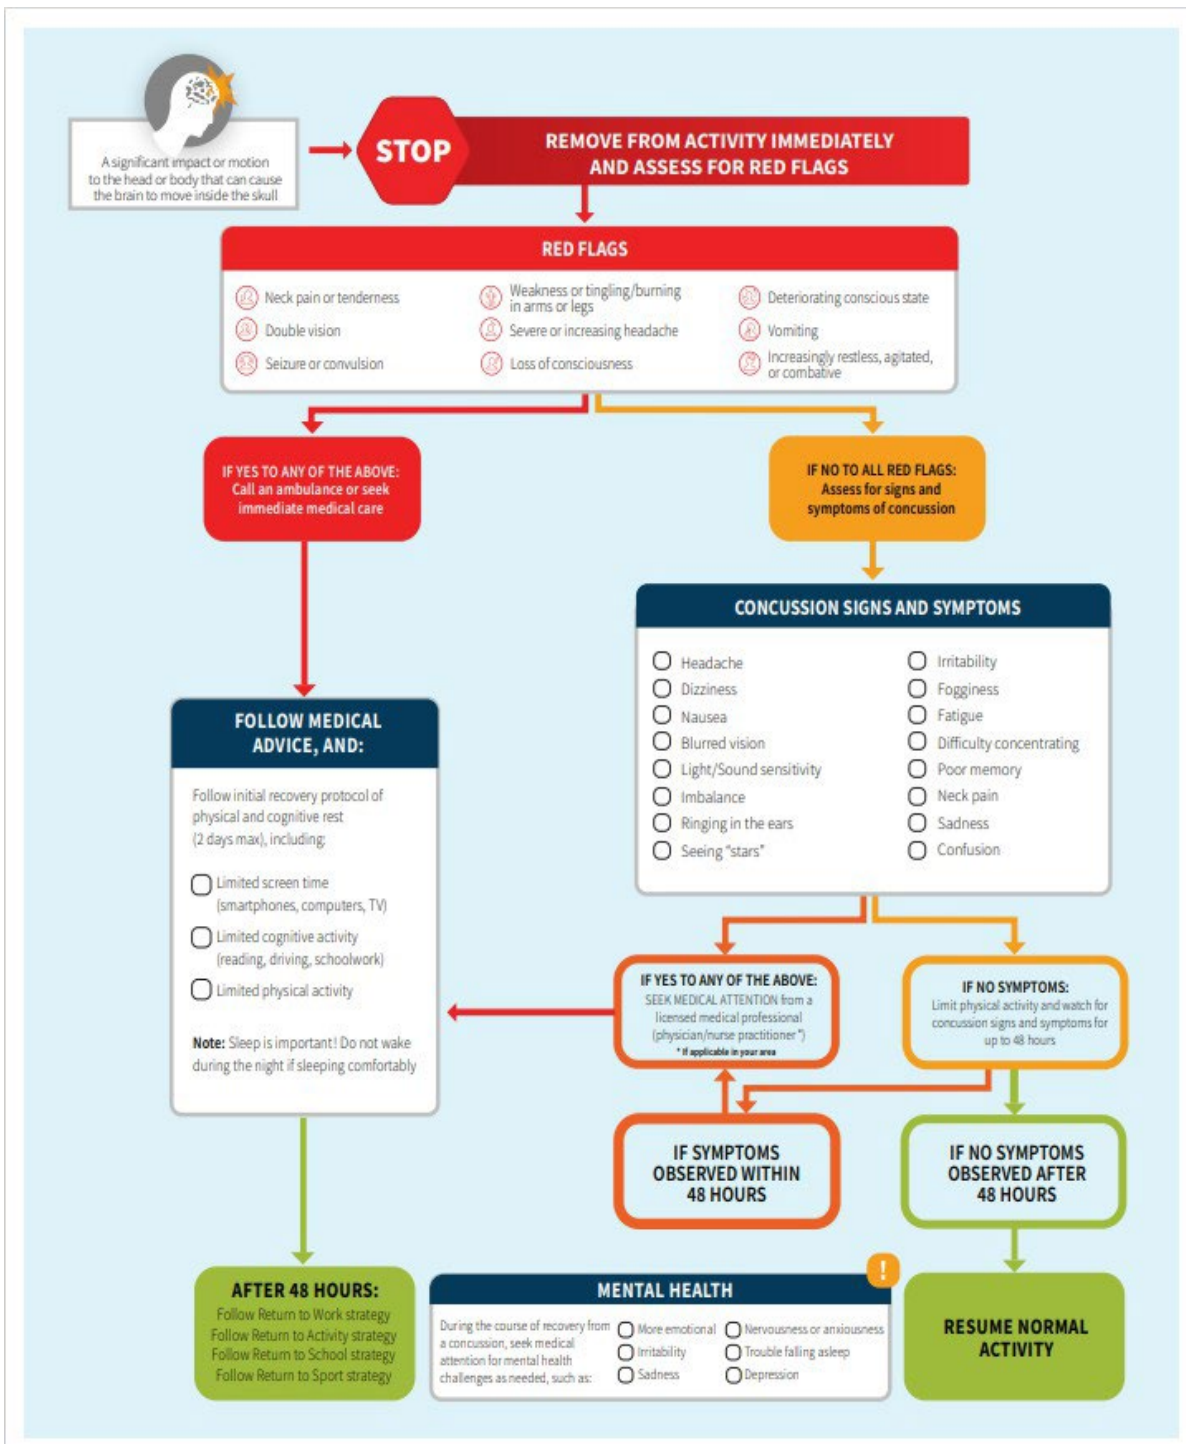 A significant impact or motion
to the head or body that can cause
the brain to move inside the skull
STOP
REMOVE FROM ACTIVITY IMMEDIATELY
AND ASSESS FOR RED FLAGS
RED FLAGS
Neck pain or tenderness
Double vision
Seizure or convulsion
Weakness or tingling/burning
in arms or legs
Severe or increasing headache
Loss of consciousness
Deteriorating conscious state
Vomiting
Increasingly restless, agitated,
or combative
IF YES TO ANY OF THE ABOVE:
Call an ambulance or seek
immediate medical care
IF NO TO ALL RED FLAGS:
Assess for signs and
symptoms of concussion
CONCUSSION SIGNS AND SYMPTOMS
Headache
Dizziness
Nausea
Blurred vision
Light/Sound sensitivity
Imbalance
Ringing in the ears
Seeing "stars"
Irritability
Fogginess
Fatigue
Difficulty concentrating
Poor memory
Neck pain
Sadness
Confusion
FOLLOW MEDICAL
ADVICE, AND:
Follow initial recovery protocol of
physical and cognitive rest
(2 days max), including:
Limited screen time
(smartphones, computers, TV)
Limited cognitive activity
(reading, driving, schoolwork)
Limited physical activity
Note: Sleep is important! Do not wake
during the night if sleeping comfortably
IF YES TO ANY OF THE ABOVE:
SEEK MEDICAL ATTENTION from a
licensed medical professional
(physician/nurse practitioner*)
* If applicable in your area
IF NO SYMPTOMS:
Limit physical activity and watch for
concussion signs and symptoms for
up to 48 hours
IF SYMPTOMS
OBSERVED WITHIN
48 HOURS
IF NO SYMPTOMS
OBSERVED AFTER
48 HOURS
AFTER 48 HOURS:
Follow Return to Work strategy
Follow Return to Activity strategy
Follow Return to School strategy
Follow Return to Sport strategy
!
MENTAL HEALTH
During the course of recovery from
a concussion, seek medical
attention for mental health
challenges as needed, such as:
More emotional
Irritability
Sadness
Nervousness or anxiousness
Trouble falling asleep
Depression
RESUME NORMAL
ACTIVITY